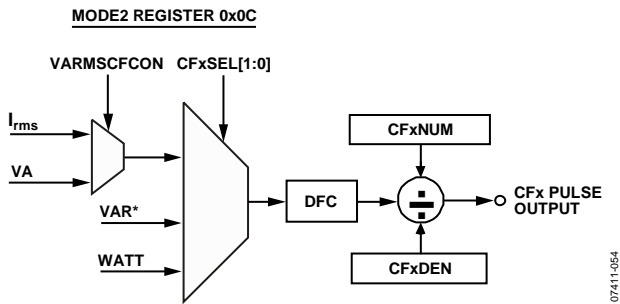 MODE2 REGISTER 0x0C
VARMSCFCON CFxSEL[1:0]
Irms
VA
VAR*
WATT
DFC
CFxNUM
CFxDEN
CFx PULSE
OUTPUT
07411-054